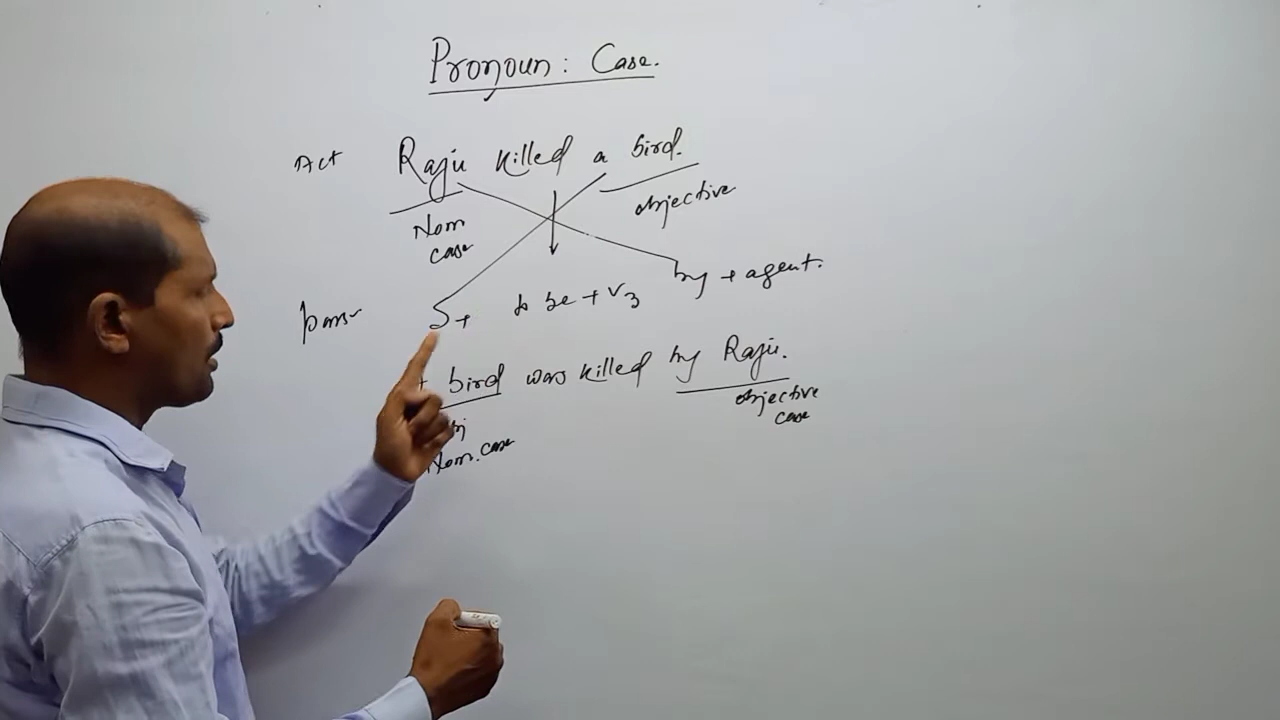 Pronoun: Case.
Act Raju killed a bird.
Nom case
objective
pass S+ to be + V3 by + agent.
bird was killed by Raju.
objective case
Nom. case